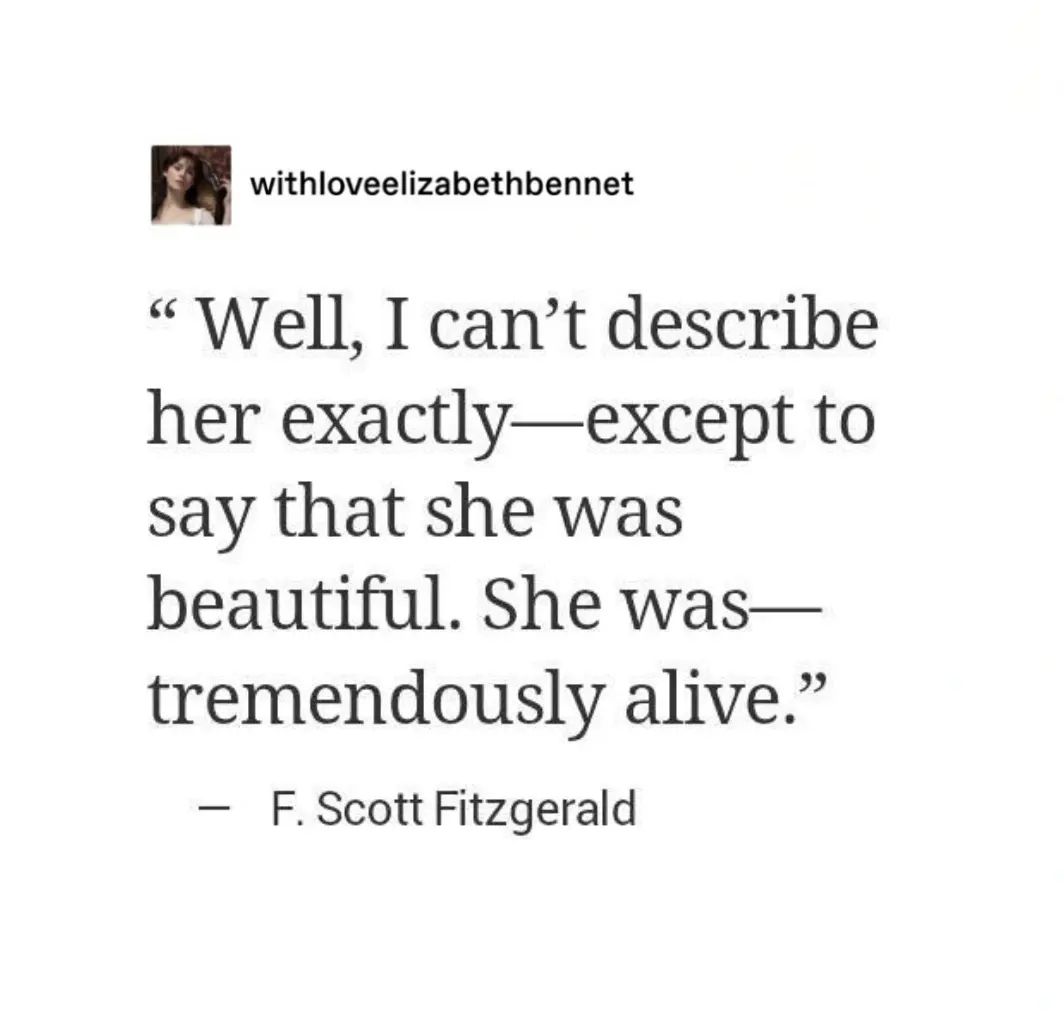 withloveelizabethbennet
“ Well, I can’t describe
her exactly—except to
say that she was
beautiful. She was—
tremendously alive.”
— F. Scott Fitzgerald